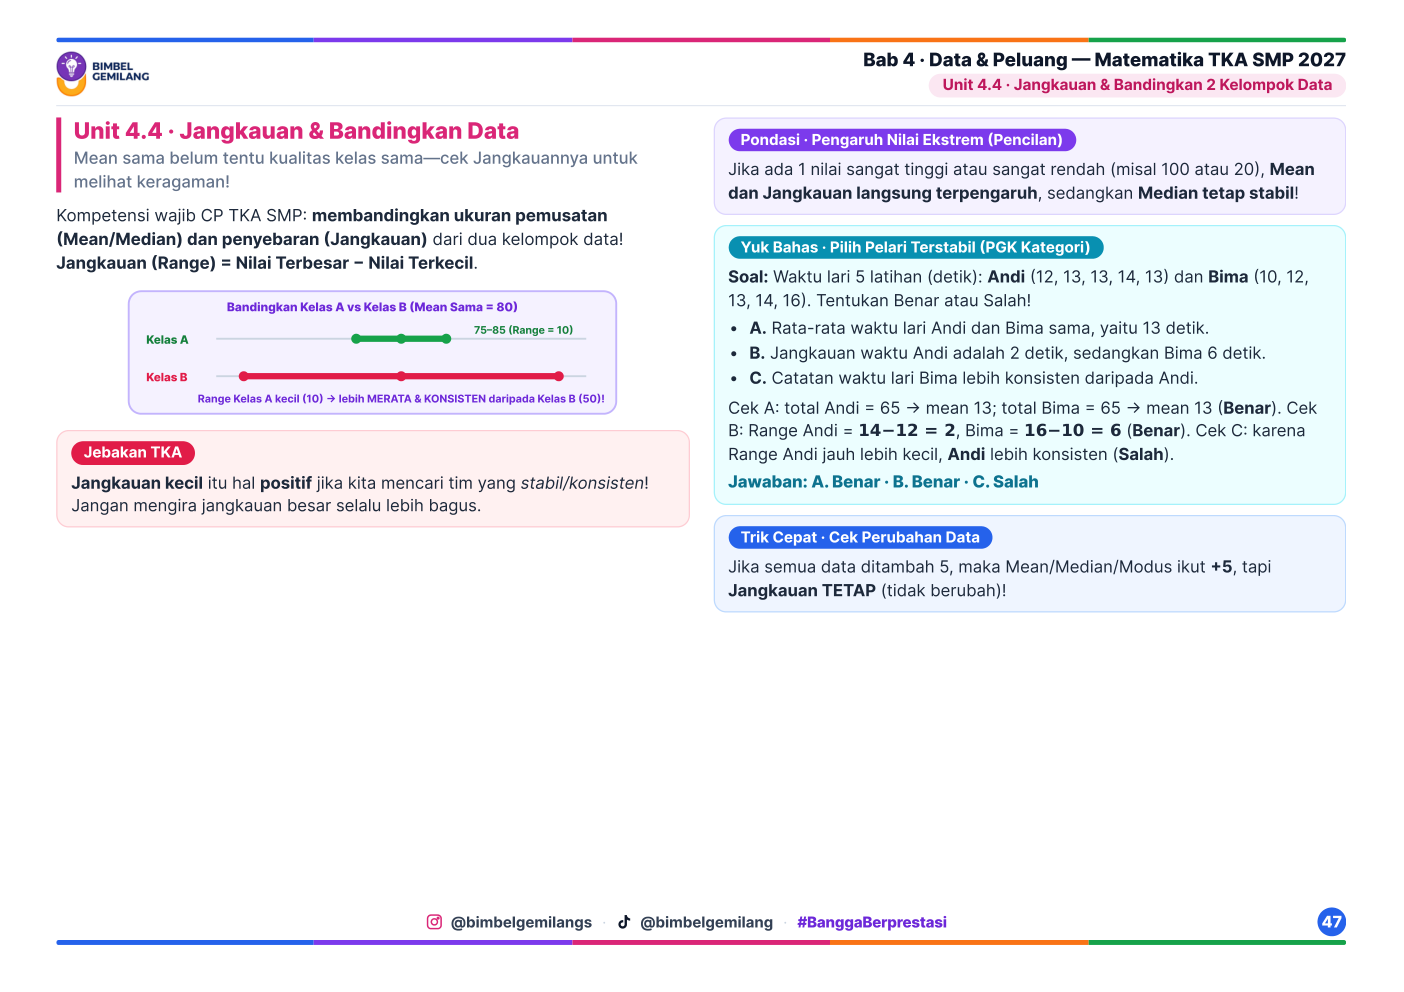 BIMBEL
GEMILANG
Bab 4 · Data & Peluang — Matematika TKA SMP 2027
Unit 4.4 · Jangkauan & Bandingkan 2 Kelompok Data
Unit 4.4 · Jangkauan & Bandingkan Data
Mean sama belum tentu kualitas kelas sama—cek Jangkauannya untuk
melihat keragaman!
Kompetensi wajib CP TKA SMP: membandingkan ukuran pemusatan
(Mean/Median) dan penyebaran (Jangkauan) dari dua kelompok data!
Jangkauan (Range) = Nilai Terbesar − Nilai Terkecil.
Bandingkan Kelas A vs Kelas B (Mean Sama = 80)
75–85 (Range = 10)
Kelas A
Kelas B
Range Kelas A kecil (10) → lebih MERATA & KONSISTEN daripada Kelas B (50)!
Jebakan TKA
Jangkauan kecil itu hal positif jika kita mencari tim yang stabil/konsisten!
Jangan mengira jangkauan besar selalu lebih bagus.
Pondasi · Pengaruh Nilai Ekstrem (Pencilan)
Jika ada 1 nilai sangat tinggi atau sangat rendah (misal 100 atau 20), Mean
dan Jangkauan langsung terpengaruh, sedangkan Median tetap stabil!
Yuk Bahas · Pilih Pelari Terstabil (PGK Kategori)
Soal: Waktu lari 5 latihan (detik): Andi (12, 13, 13, 14, 13) dan Bima (10, 12,
13, 14, 16). Tentukan Benar atau Salah!
• A. Rata-rata waktu lari Andi dan Bima sama, yaitu 13 detik.
• B. Jangkauan waktu Andi adalah 2 detik, sedangkan Bima 6 detik.
• C. Catatan waktu lari Bima lebih konsisten daripada Andi.
Cek A: total Andi = 65 → mean 13; total Bima = 65 → mean 13 (Benar). Cek
B: Range Andi = 14−12 = 2, Bima = 16−10 = 6 (Benar). Cek C: karena
Range Andi jauh lebih kecil, Andi lebih konsisten (Salah).
Jawaban: A. Benar · B. Benar · C. Salah
Trik Cepat · Cek Perubahan Data
Jika semua data ditambah 5, maka Mean/Median/Modus ikut +5, tapi
Jangkauan TETAP (tidak berubah)!
@bimbelgemilangs · @bimbelgemilang · #BanggaBerprestasi
47